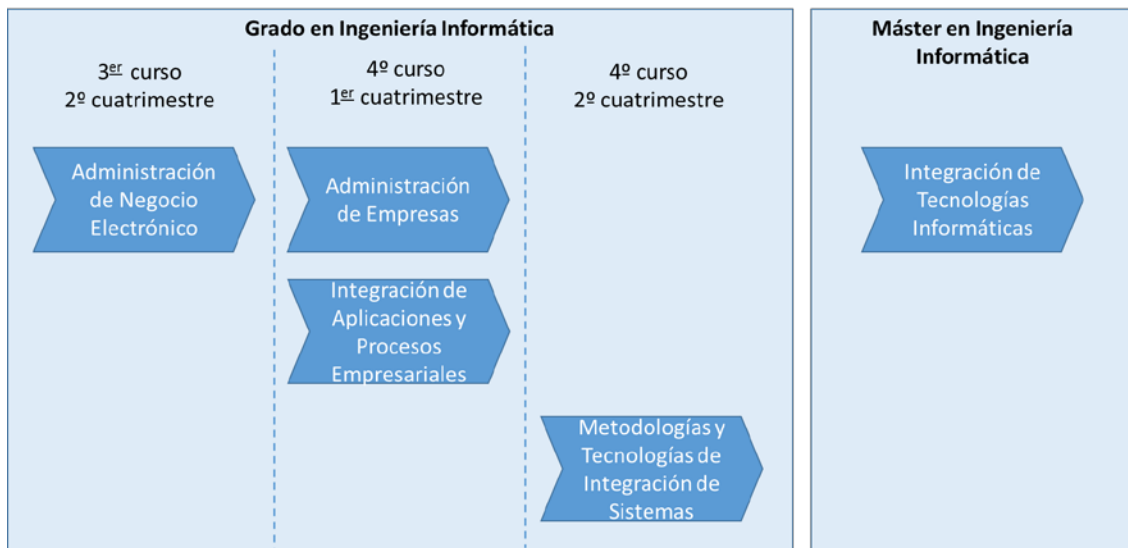 Grado en Ingeniería Informática
3er curso
2º cuatrimestre
4º curso
1er cuatrimestre
4º curso
2º cuatrimestre
Administración
de Negocio
Electrónico
Administración
de Empresas
Integración de
Aplicaciones y
Procesos
Empresariales
Metodologías y
Tecnologías de
Integración de
Sistemas
Máster en Ingeniería
Informática
Integración de
Tecnologías
Informáticas